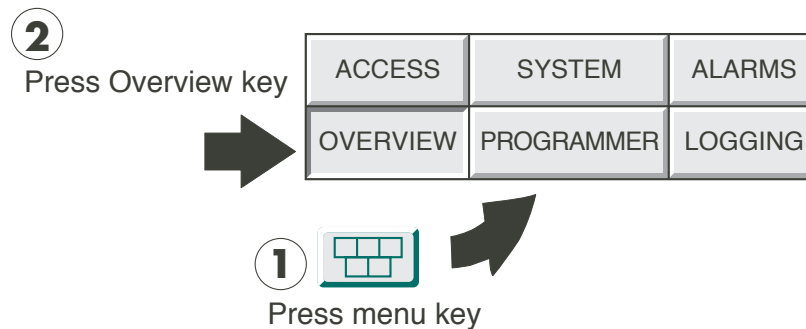 2
Press Overview key
ACCESS SYSTEM ALARMS
OVERVIEW PROGRAMMER LOGGING
1
Press menu key